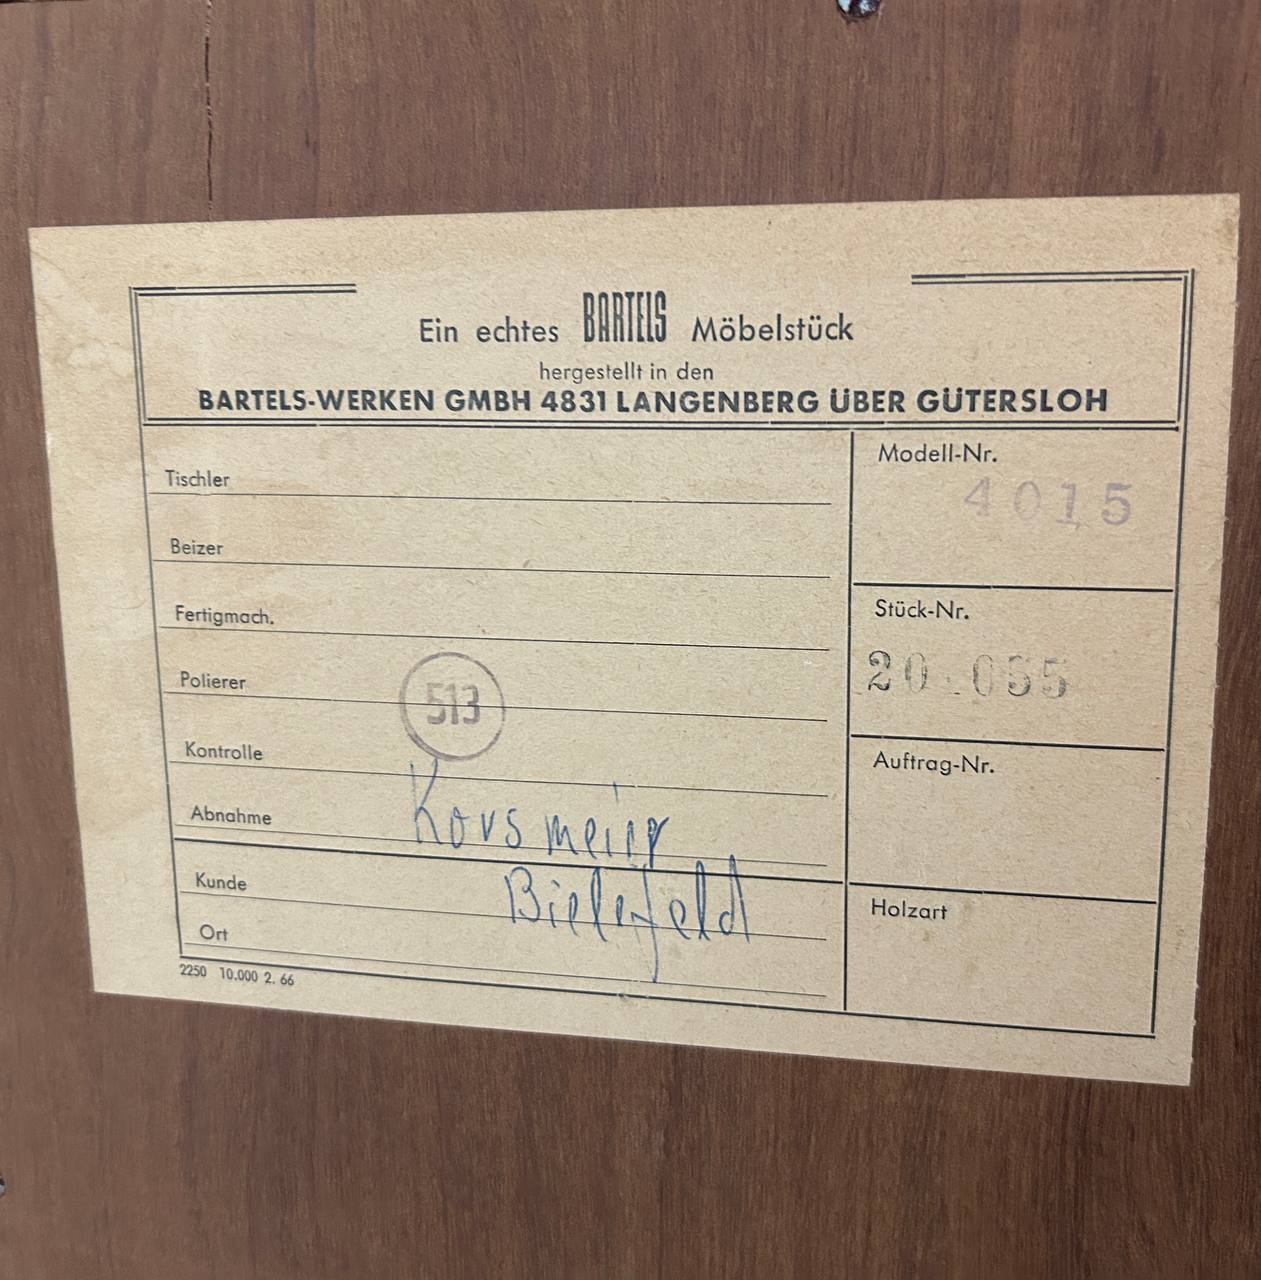 Ein echtes BARTELS Möbelstück
hergestellt in den
BARTELS-WERKEN GMBH 4831 LANGENBERG ÜBER GÜTERSLOH
Tischler
Beizer
Fertigmach.
Polierer
513
Kontrolle
Abnahme
Korsmeier
Kunde
Bielefeld
Ort
2250 10.000 2. 66
Modell-Nr.
4015
Stück-Nr.
20.055
Auftrag-Nr.
Holzart